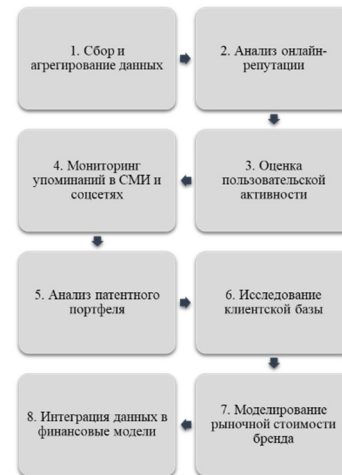 1. Сбор и
агрегирование данных
2. Анализ онлайн-
репутации
3. Оценка
пользовательской
активности
4. Мониторинг
упоминаний в СМИ и
соцсетях
5. Анализ патентного
портфеля
6. Исследование
клиентской базы
7. Моделирование
рыночной стоимости
бренда
8. Интеграция данных в
финансовые модели